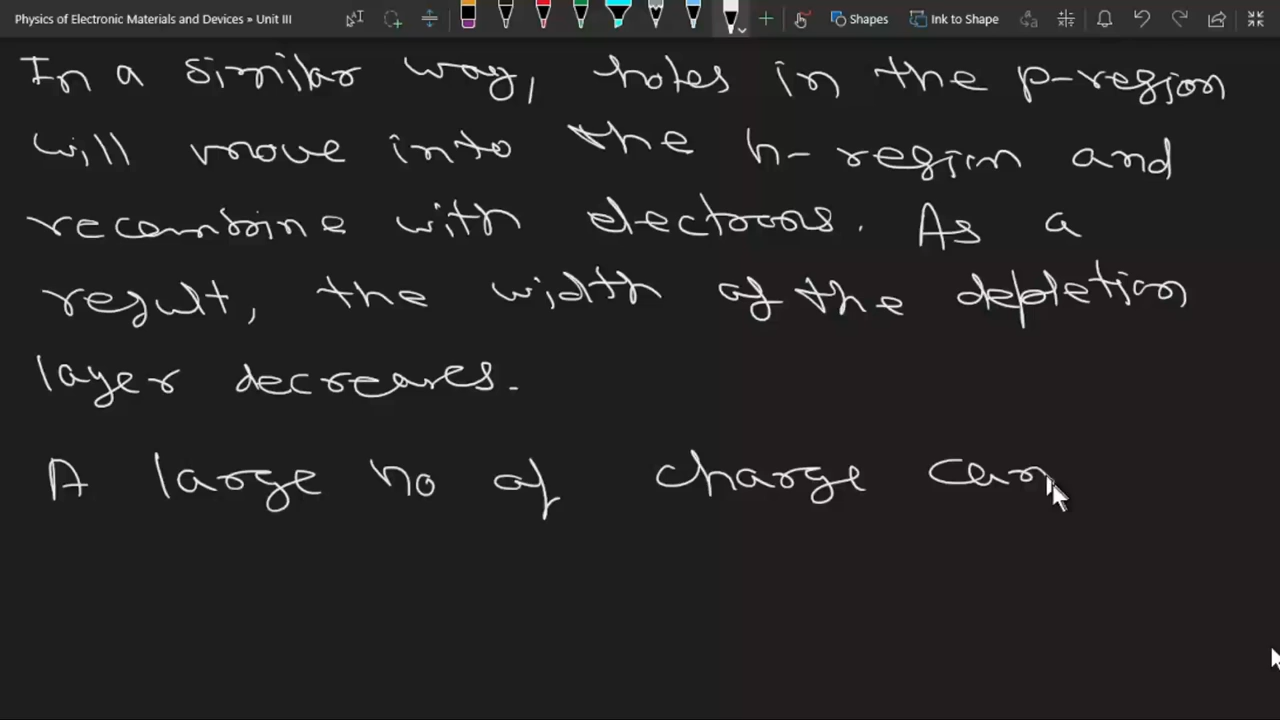 Physics of Electronic Materials and Devices » Unit III
Shapes
Ink to Shape
In a similar way, holes in the p-region
will move into the n-region and
recombine with electrons. As a
result, the width of the depletion
layer decreases.
A large no of charge carr